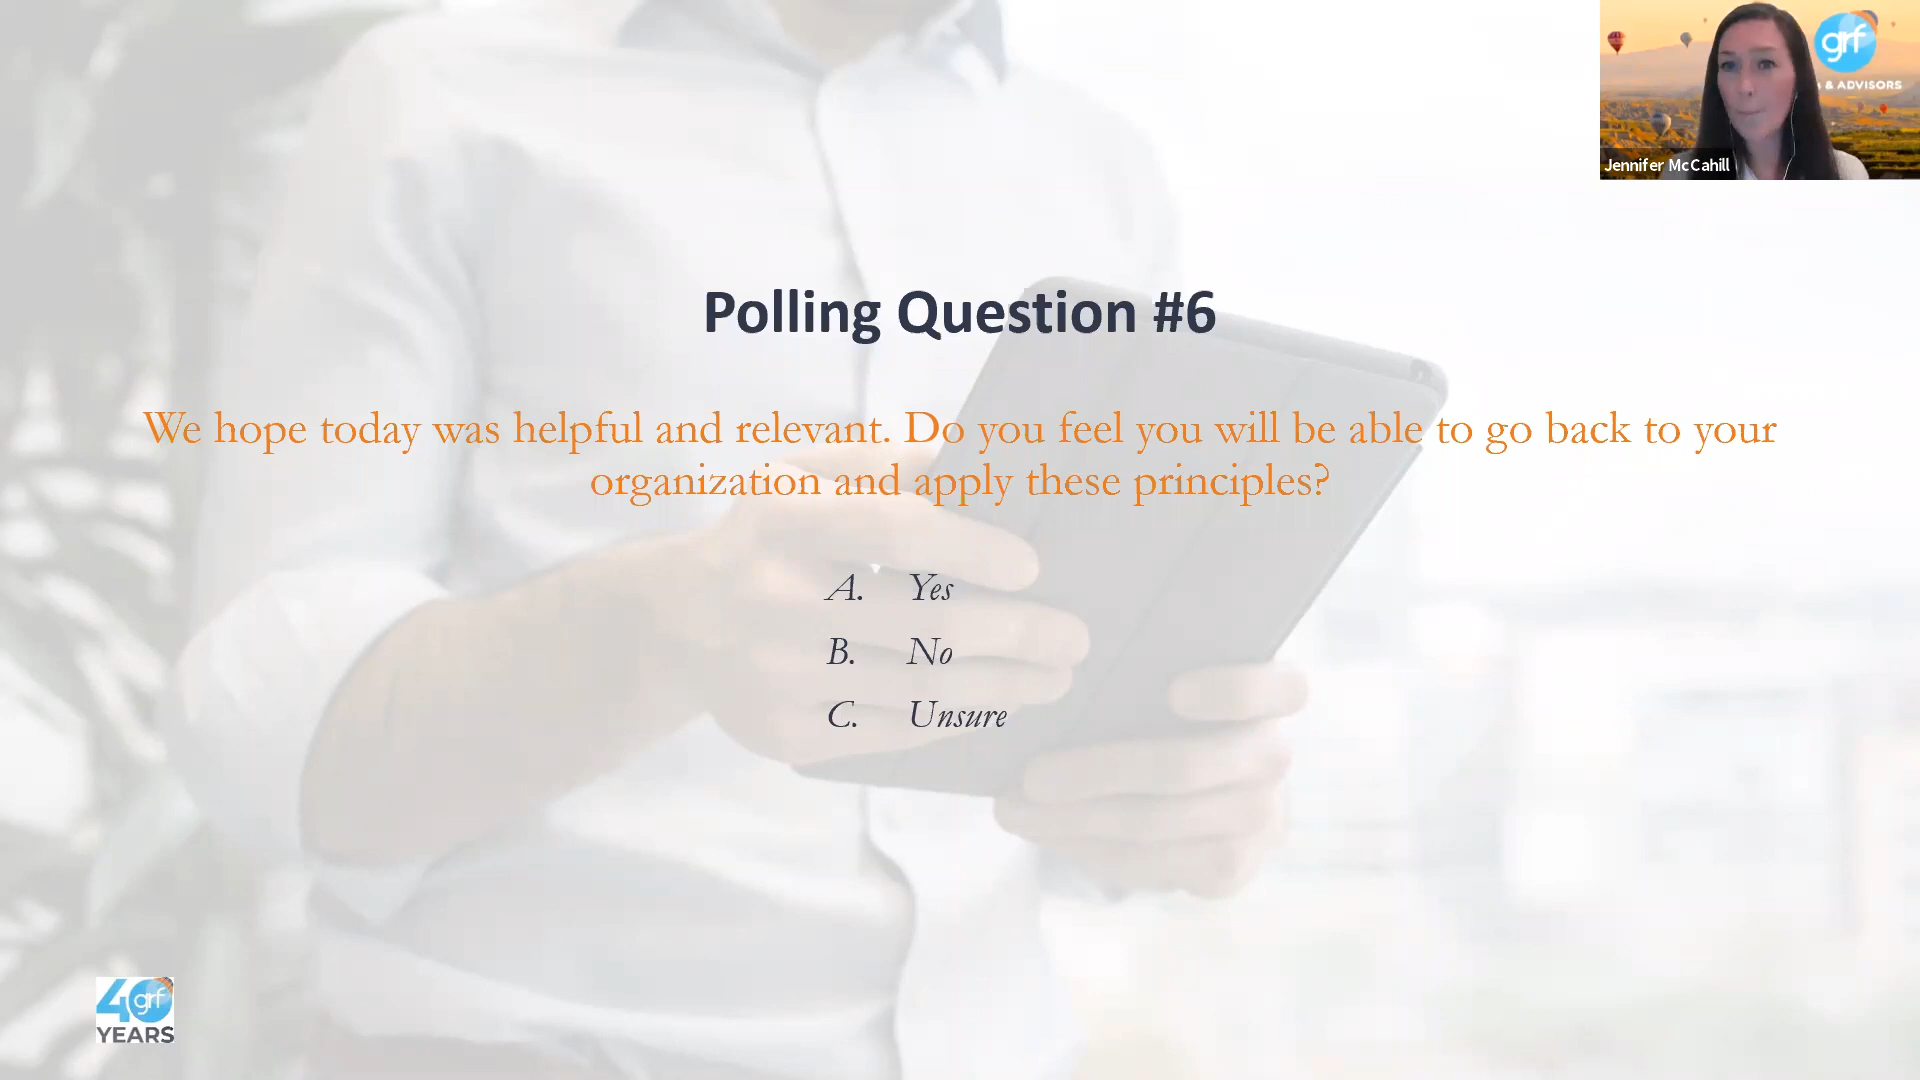 grf
& ADVISORS
Jennifer McCahill
Polling Question #6
We hope today was helpful and relevant. Do you feel you will be able to go back to your
organization and apply these principles?
A. Yes
B. No
C. Unsure
40 grf
YEARS